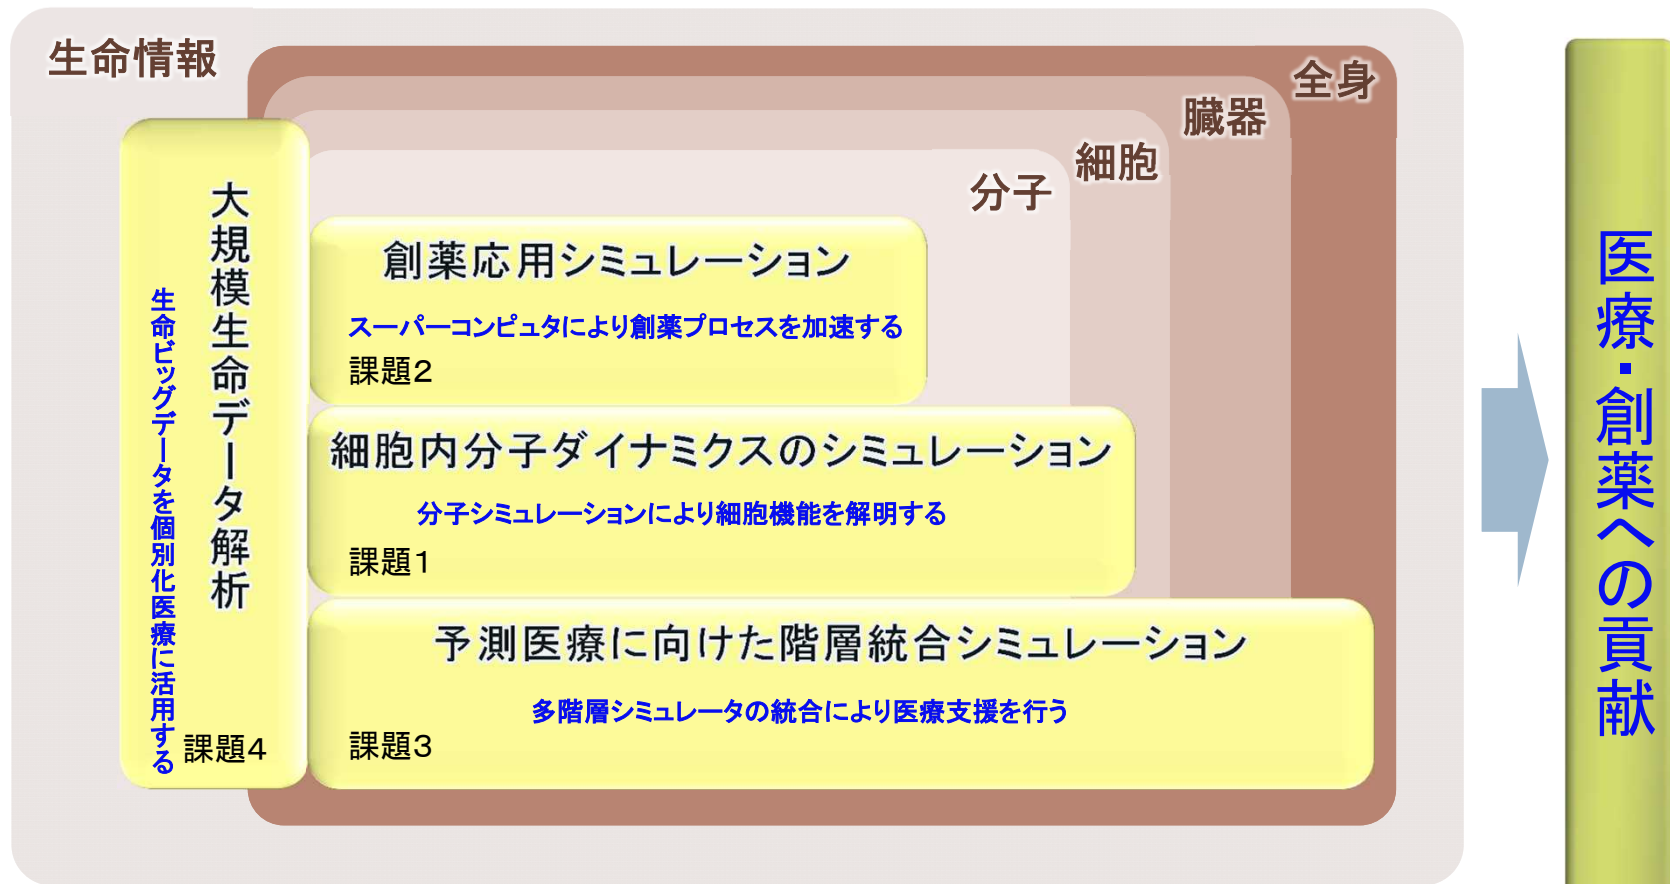 生命情報
全身
臓器
細胞
分子
大規模生命データ解析
生命ビッグデータを個別化医療に活用する
課題4
創薬応用シミュレーション
スーパーコンピュタにより創薬プロセスを加速する
課題2
細胞内分子ダイナミクスのシミュレーション
分子シミュレーションにより細胞機能を解明する
課題1
予測医療に向けた階層統合シミュレーション
多階層シミュレータの統合により医療支援を行う
課題3
医療・創薬への貢献